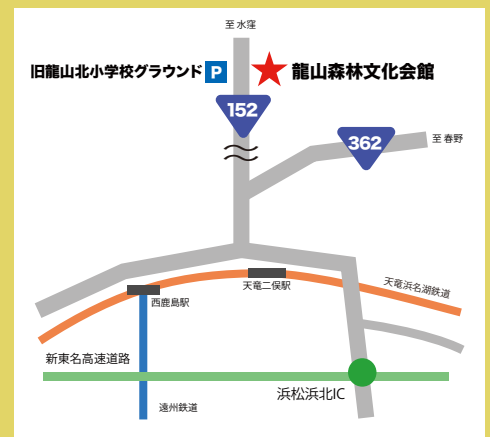 至 水窪
旧龍山北小学校グラウンド P
龍山森林文化会館
152
362
至 春野
天竜二俣駅
天竜浜名湖鉄道
西鹿島駅
新東名高速道路
浜松浜北IC
遠州鉄道